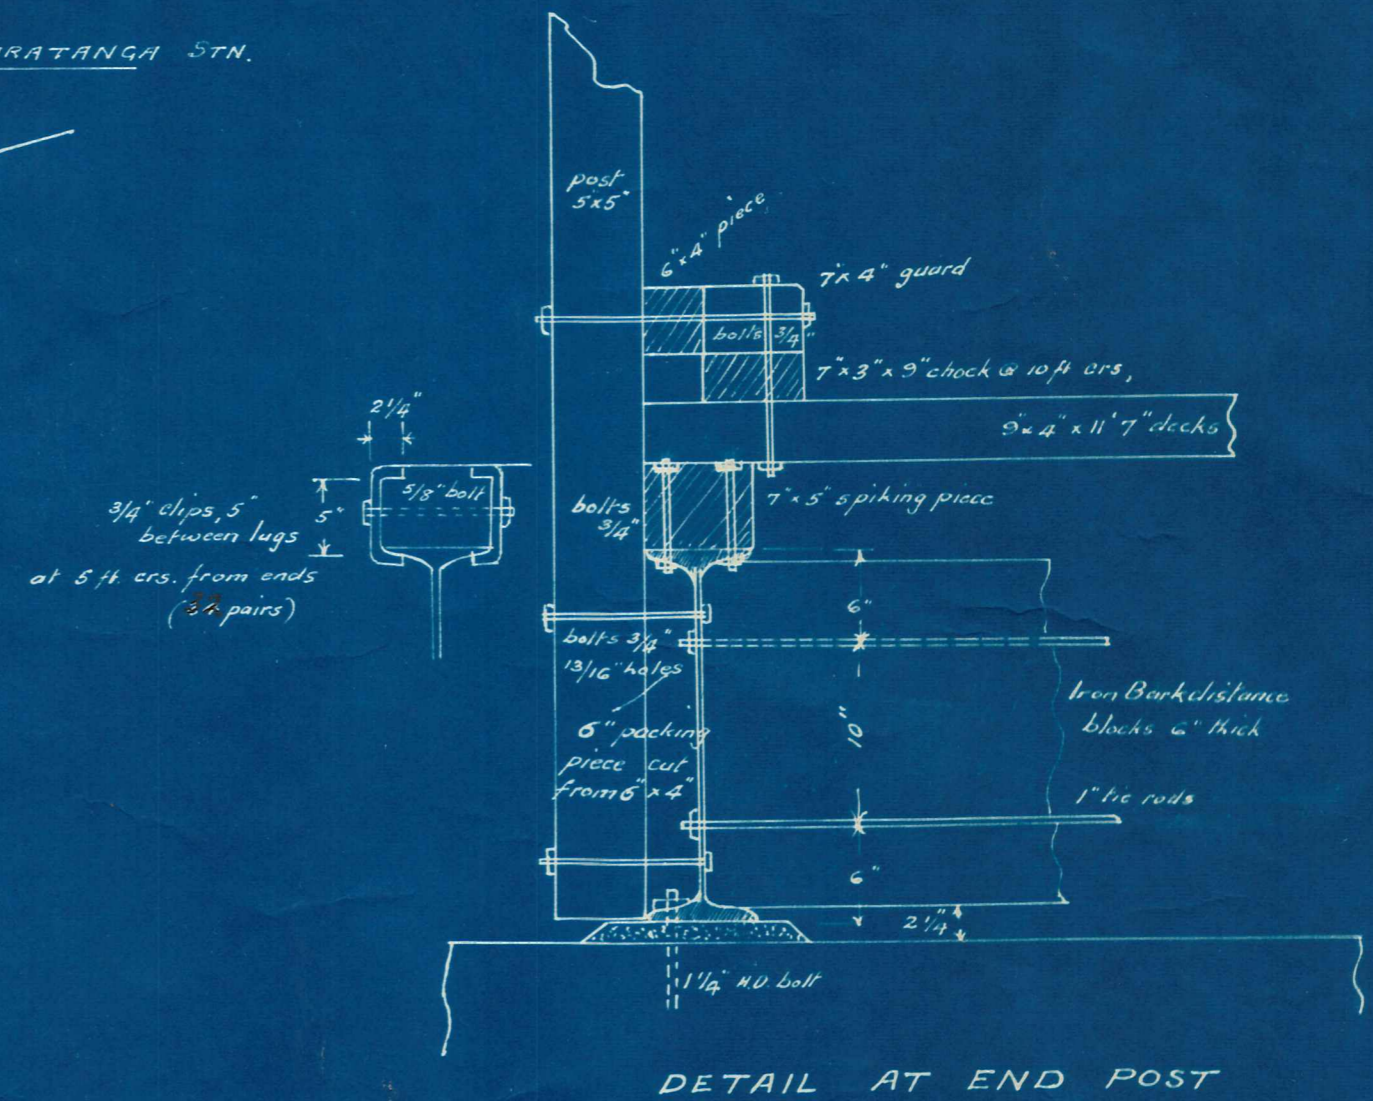 RATANGA STN.
post
5"x5"
6"x4" piece
7"x4" guard
bolts 3/4"
7"x3"x9" chock @ 10ft crs,
9"x4"x11'7" decks
2 1/4"
5/8" bolt
5"
3/4" clips, 5"
between lugs
at 5 ft. crs. from ends
pairs)
bolts
3/4"
7"x5" spiking piece
6"
bolts 3/4"
13/16" holes
6" packing
piece cut
from 6"x4"
10"
Iron Bark distance
blocks 6" thick
1" tie rods
6"
2 1/4"
1 1/4" H.D. bolt
DETAIL AT END POST